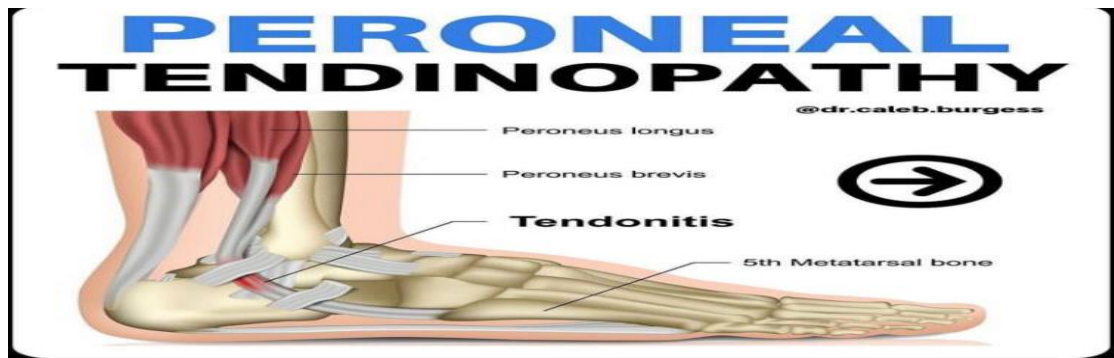 PERONEAL
TENDINOPATHY
@dr.caleb.burgess
Peroneus longus
Peroneus brevis
Tendonitis
5th Metatarsal bone